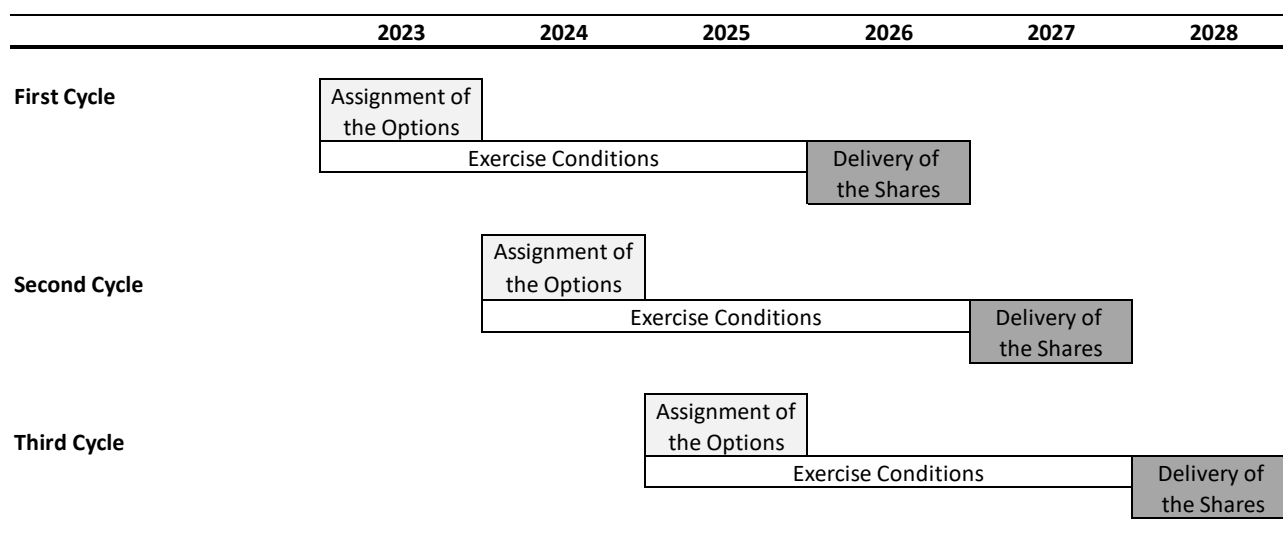 2023 2024 2025 2026 2027 2028
First Cycle
Assignment of
the Options
Exercise Conditions
Delivery of
the Shares
Second Cycle
Assignment of
the Options
Exercise Conditions
Delivery of
the Shares
Third Cycle
Assignment of
the Options
Exercise Conditions
Delivery of
the Shares